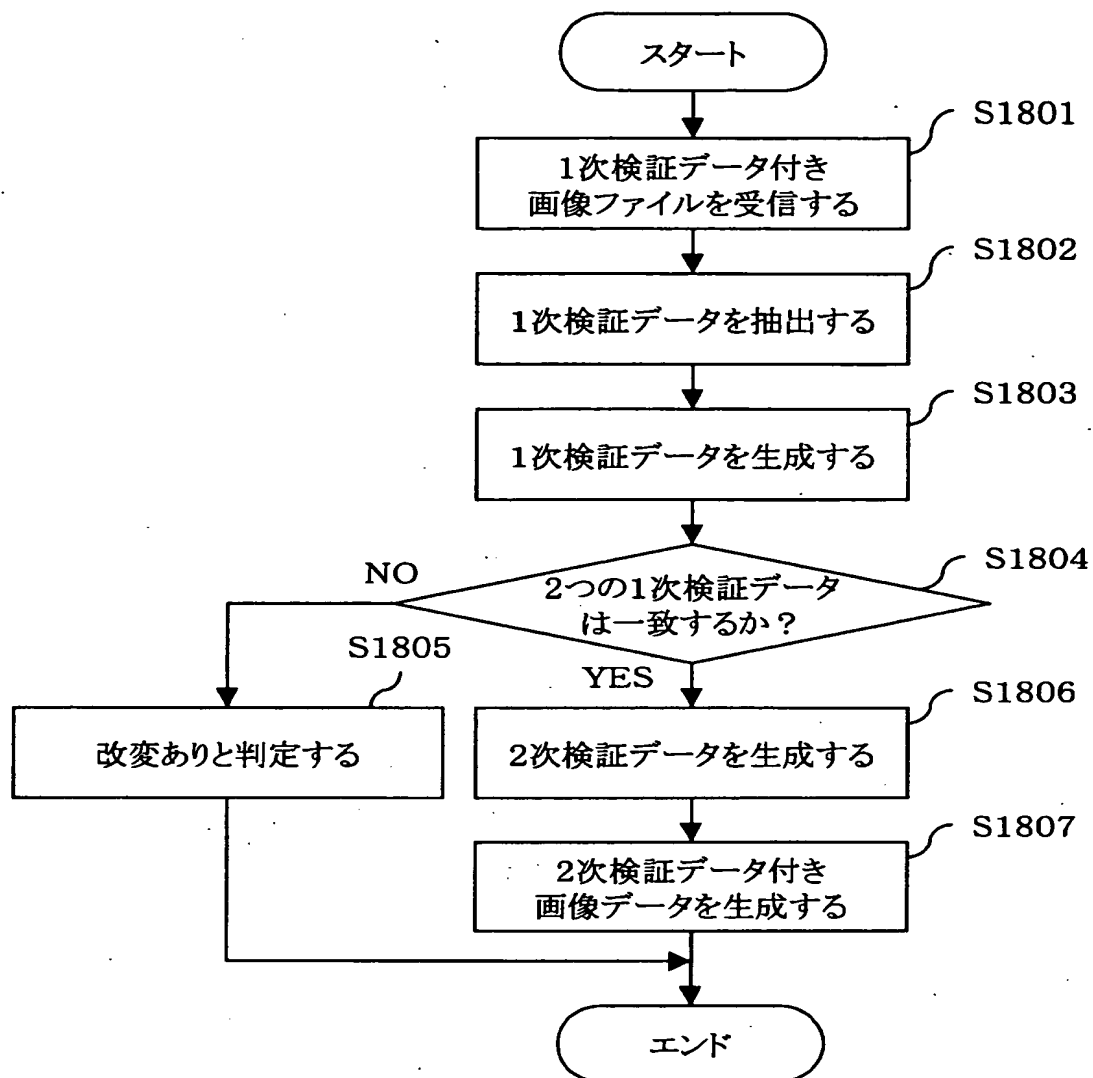 スタート
S1801
1次検証データ付き
画像ファイルを受信する
S1802
1次検証データを抽出する
S1803
1次検証データを生成する
S1804
NO
2つの1次検証データ
は一致するか？
S1805
YES
S1806
改変ありと判定する
2次検証データを生成する
S1807
2次検証データ付き
画像データを生成する
エンド